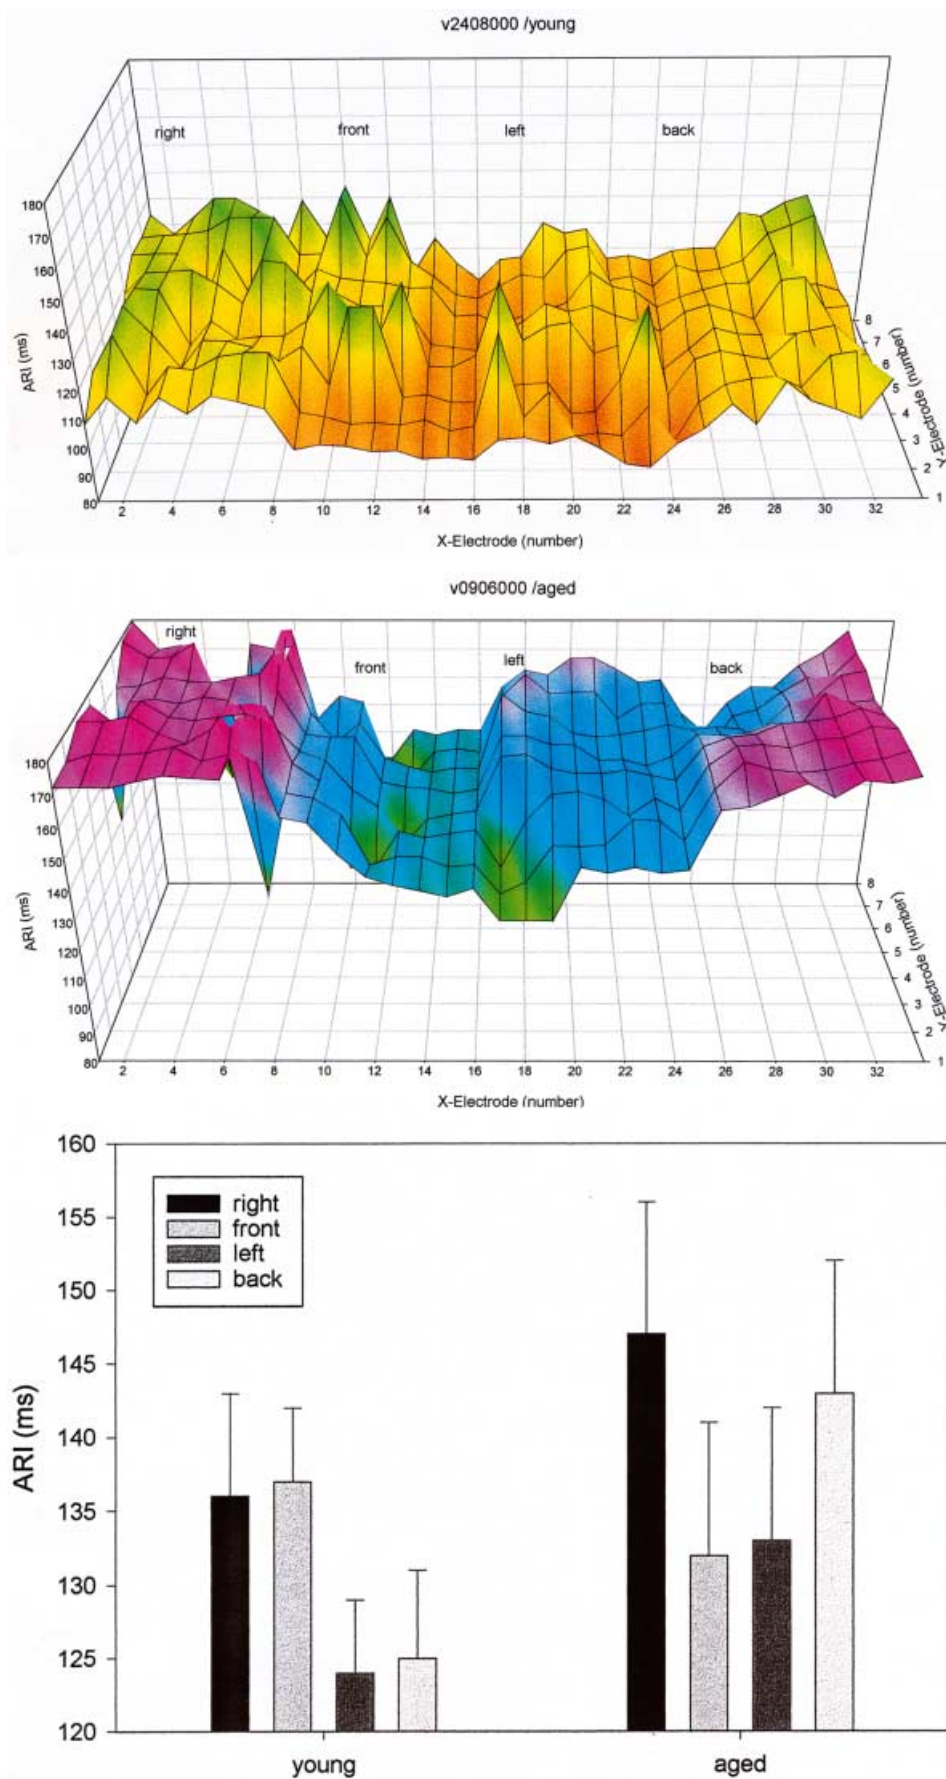 v2408000 /young
right front left back
180
170
160
150
140
130
120
110
100
90
80
ARI (ms)
2 4 6 8 10 12 14 16 18 20 22 24 26 28 30 32
X-Electrode (number)
8
7
6
5
4
3
2
1
Y-Electrode (number)
v0906000 /aged
right front left back
180
170
160
150
140
130
120
110
100
90
80
ARI (ms)
2 4 6 8 10 12 14 16 18 20 22 24 26 28 30 32
X-Electrode (number)
8
7
6
5
4
3
2
1
Y-Electrode (number)
160
155
150
145
140
135
130
125
120
ARI (ms)
right
front
left
back
young aged